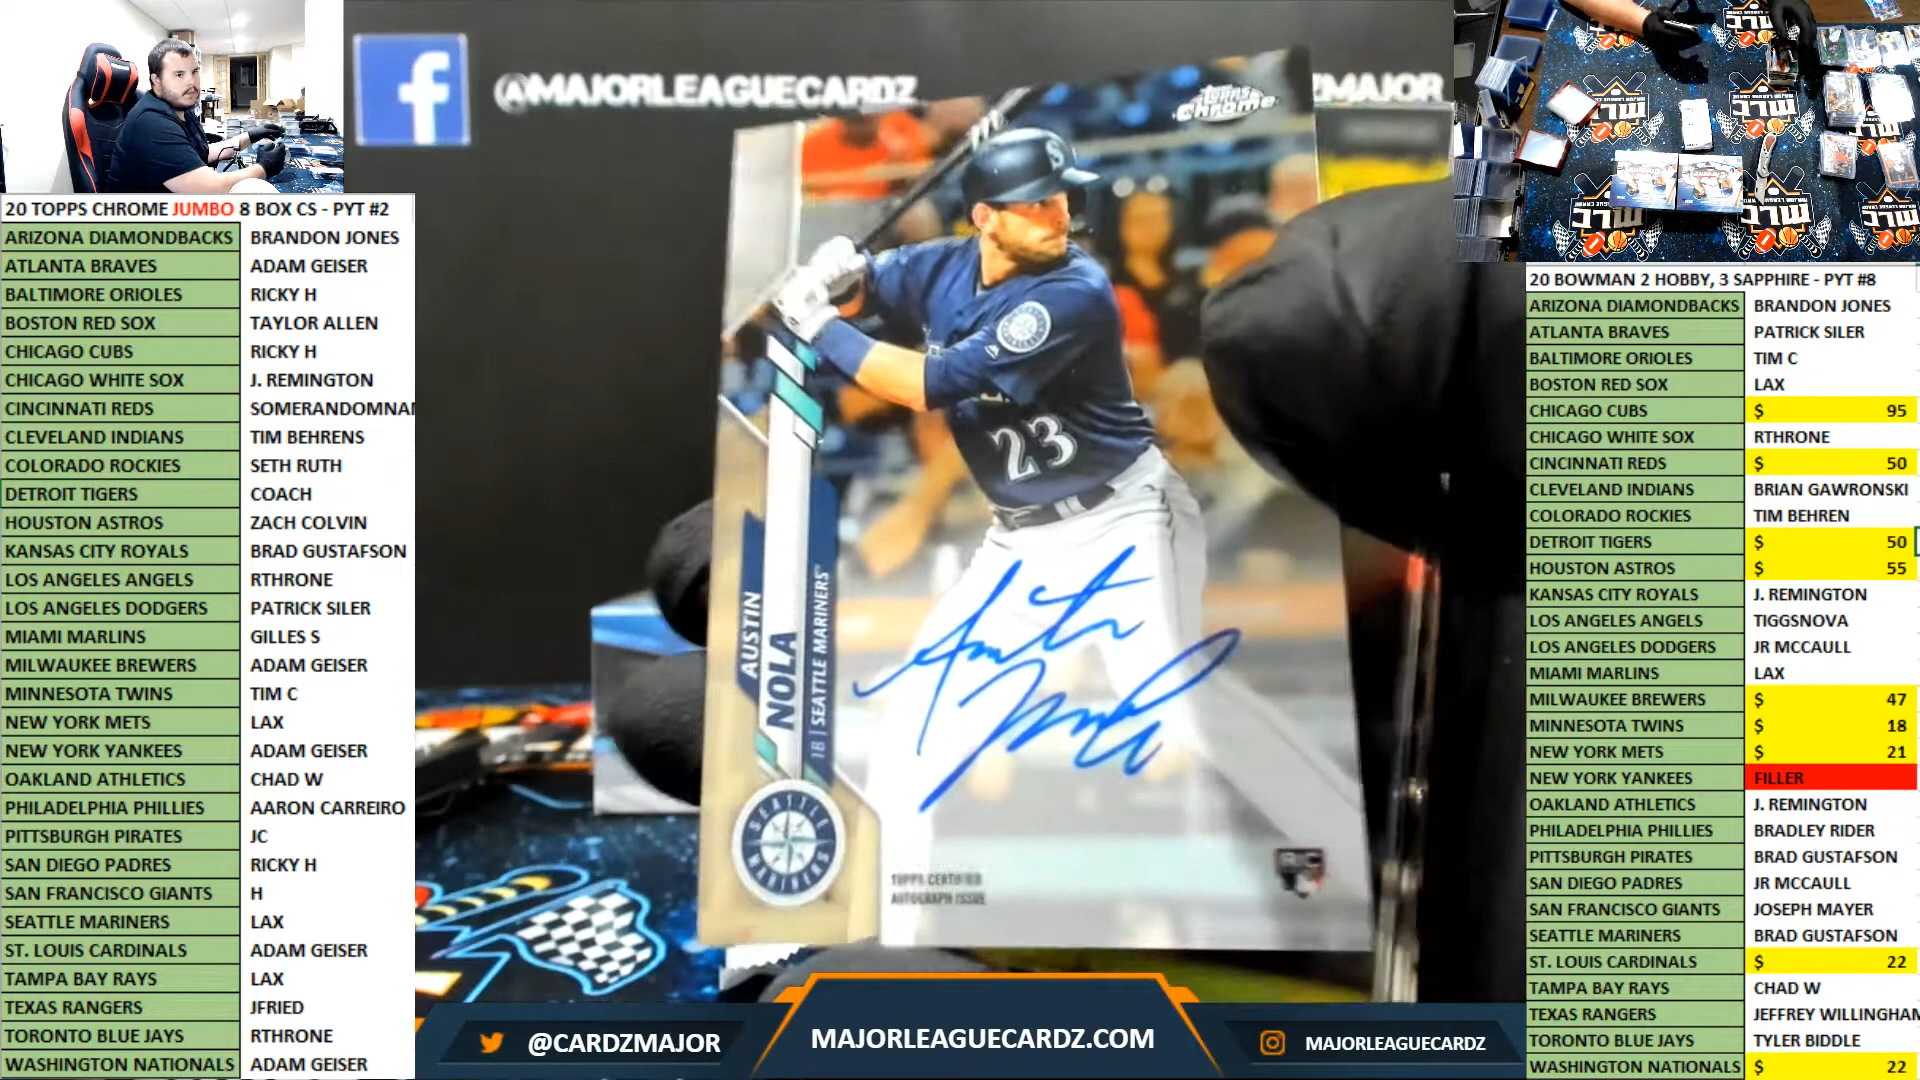 @MAJORLEAGUECARDZ
ZMAJOR
20 TOPPS CHROME JUMBO 8 BOX CS - PYT #2
ARIZONA DIAMONDBACKS BRANDON JONES
ATLANTA BRAVES ADAM GEISER
BALTIMORE ORIOLES RICKY H
BOSTON RED SOX TAYLOR ALLEN
CHICAGO CUBS RICKY H
CHICAGO WHITE SOX J. REMINGTON
CINCINNATI REDS SOMERANDOMNA
CLEVELAND INDIANS TIM BEHRENS
COLORADO ROCKIES SETH RUTH
DETROIT TIGERS COACH
HOUSTON ASTROS ZACH COLVIN
KANSAS CITY ROYALS BRAD GUSTAFSON
LOS ANGELES ANGELS RTHRONE
LOS ANGELES DODGERS PATRICK SILER
MIAMI MARLINS GILLES S
MILWAUKEE BREWERS ADAM GEISER
MINNESOTA TWINS TIM C
NEW YORK METS LAX
NEW YORK YANKEES ADAM GEISER
OAKLAND ATHLETICS CHAD W
PHILADELPHIA PHILLIES AARON CARREIRO
PITTSBURGH PIRATES JC
SAN DIEGO PADRES RICKY H
SAN FRANCISCO GIANTS H
SEATTLE MARINERS LAX
ST. LOUIS CARDINALS ADAM GEISER
TAMPA BAY RAYS LAX
TEXAS RANGERS JFRIED
TORONTO BLUE JAYS RTHRONE
WASHINGTON NATIONALS ADAM GEISER
Topps
Chrome
S
23
AUSTIN
NOLA
1B | SEATTLE MARINERS™
SEATTLE
MARINERS
Austin
Nola
TOPPS CERTIFIED
AUTOGRAPH ISSUE
RC
@CARDZMAJOR
MAJORLEAGUECARDZ.COM
MAJORLEAGUECARDZ
MLC
20 BOWMAN 2 HOBBY, 3 SAPPHIRE - PYT #8
ARIZONA DIAMONDBACKS BRANDON JONES
ATLANTA BRAVES PATRICK SILER
BALTIMORE ORIOLES TIM C
BOSTON RED SOX LAX
CHICAGO CUBS $ 95
CHICAGO WHITE SOX RTHRONE
CINCINNATI REDS $ 50
CLEVELAND INDIANS BRIAN GAWRONSKI
COLORADO ROCKIES TIM BEHREN
DETROIT TIGERS $ 50
HOUSTON ASTROS $ 55
KANSAS CITY ROYALS J. REMINGTON
LOS ANGELES ANGELS TIGGSNOVA
LOS ANGELES DODGERS JR MCCAULL
MIAMI MARLINS LAX
MILWAUKEE BREWERS $ 47
MINNESOTA TWINS $ 18
NEW YORK METS $ 21
NEW YORK YANKEES FILLER
OAKLAND ATHLETICS J. REMINGTON
PHILADELPHIA PHILLIES BRADLEY RIDER
PITTSBURGH PIRATES BRAD GUSTAFSON
SAN DIEGO PADRES JR MCCAULL
SAN FRANCISCO GIANTS JOSEPH MAYER
SEATTLE MARINERS BRAD GUSTAFSON
ST. LOUIS CARDINALS $ 22
TAMPA BAY RAYS CHAD W
TEXAS RANGERS JEFFREY WILLINGHAM
TORONTO BLUE JAYS TYLER BIDDLE
WASHINGTON NATIONALS $ 22